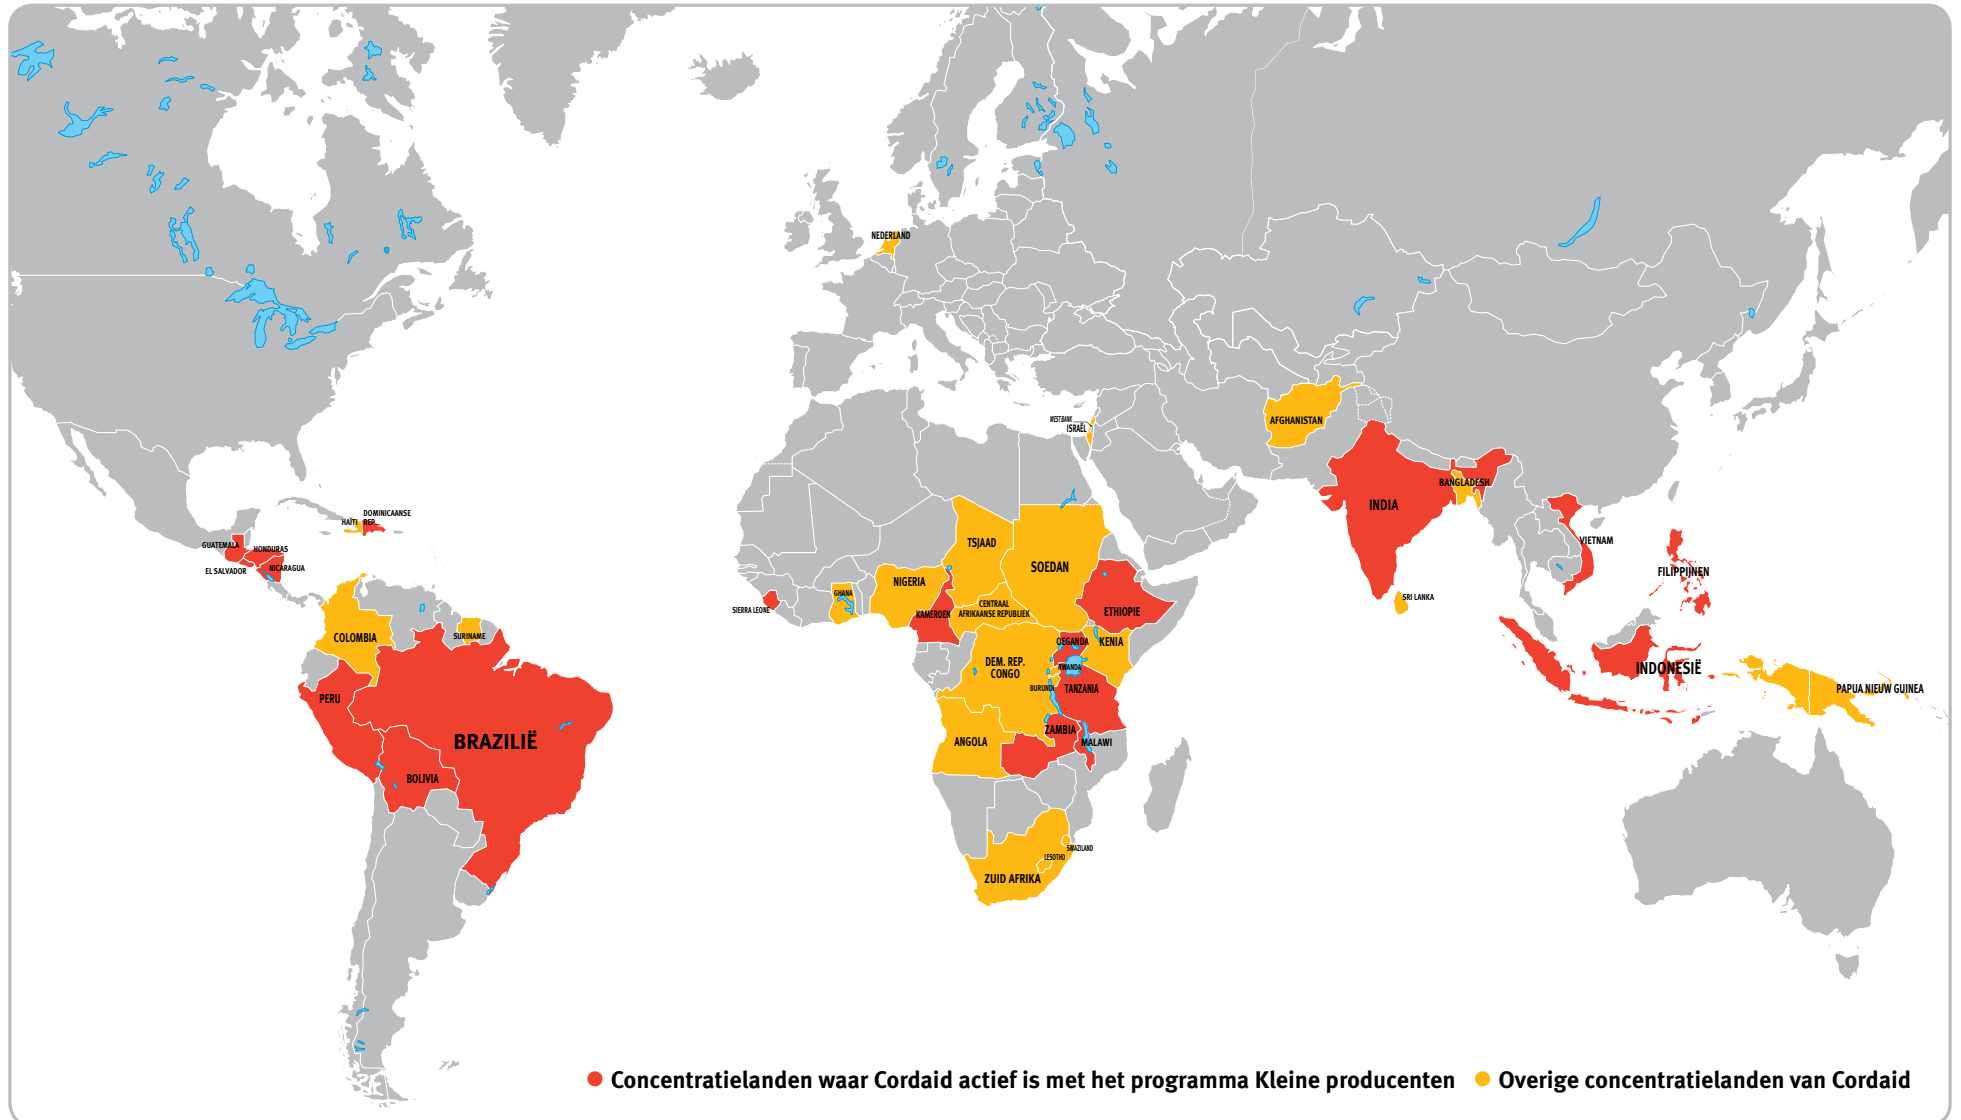 NEDERLAND
WESTBANK
ISRAËL
AFGHANISTAN
BANGLADESH
INDIA
DOMINICAANSE
HAÏTI
REP.
GUATEMALA
HONDURAS
EL SALVADOR
NICARAGUA
VIETNAM
FILIPPIJNEN
TSJAAD
SOEDAN
NIGERIA
GHANA
SIERRA LEONE
KAMEROEN
CENTRAAL
AFRIKAANSE REPUBLIEK
ETHIOPIE
SRI LANKA
COLOMBIA
SURINAME
OEGANDA
KENIA
DEM. REP.
CONGO
RWANDA
BURUNDI
TANZANIA
INDONESIË
PAPUA NIEUW GUINEA
PERU
BRAZILIË
BOLIVIA
ANGOLA
ZAMBIA
MALAWI
SWAZILAND
LESOTHO
ZUID AFRIKA
Concentratielanden waar Cordaid actief is met het programma Kleine producenten
Overige concentratielanden van Cordaid